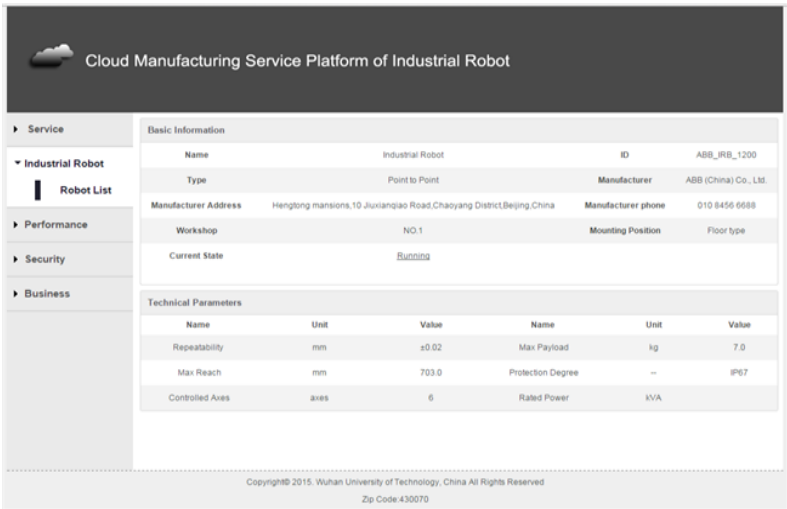 Cloud Manufacturing Service Platform of Industrial Robot
Service
Industrial Robot
Robot List
Performance
Security
Business
Basic Information
Name Industrial Robot ID ABB_IRB_1200
Type Point to Point Manufacturer ABB (China) Co., Ltd.
Manufacturer Address Hengtong mansions,10 Jiuxianqiao Road,Chaoyang District,Beijing,China Manufacturer phone 010 8456 6688
Workshop NO.1 Mounting Position Floor type
Current State Running
Technical Parameters
Name Unit Value Name Unit Value
Repeatability mm ±0.02 Max Payload kg 7.0
Max Reach mm 703.0 Protection Degree -- IP67
Controlled Axes axes 6 Rated Power kVA
Copyright© 2015. Wuhan University of Technology, China All Rights Reserved
Zip Code:430070